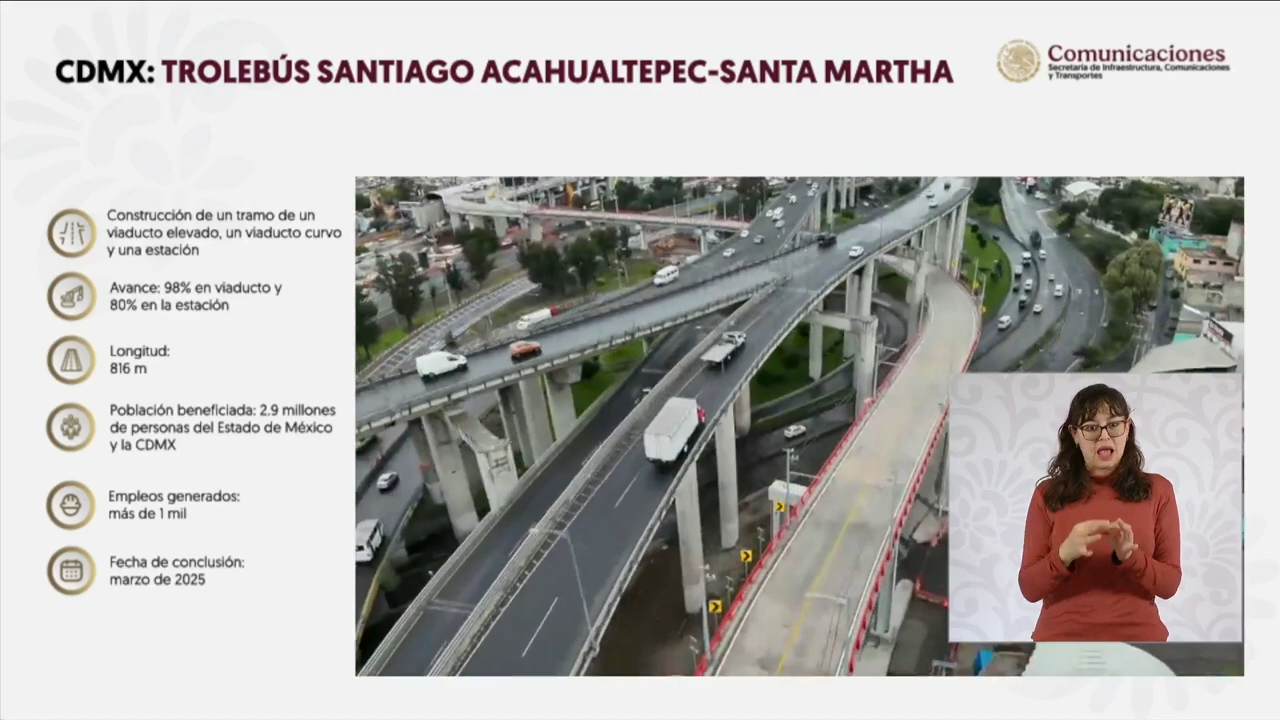 CDMX: TROLEBÚS SANTIAGO ACAHUALTEPEC-SANTA MARTHA
Comunicaciones
Secretaría de Infraestructura, Comunicaciones
y Transportes
Construcción de un tramo de un
viaducto elevado, un viaducto curvo
y una estación
Avance: 98% en viaducto y
80% en la estación
Longitud:
816 m
Población beneficiada: 2.9 millones
de personas del Estado de México
y la CDMX
Empleos generados:
más de 1 mil
Fecha de conclusión:
marzo de 2025